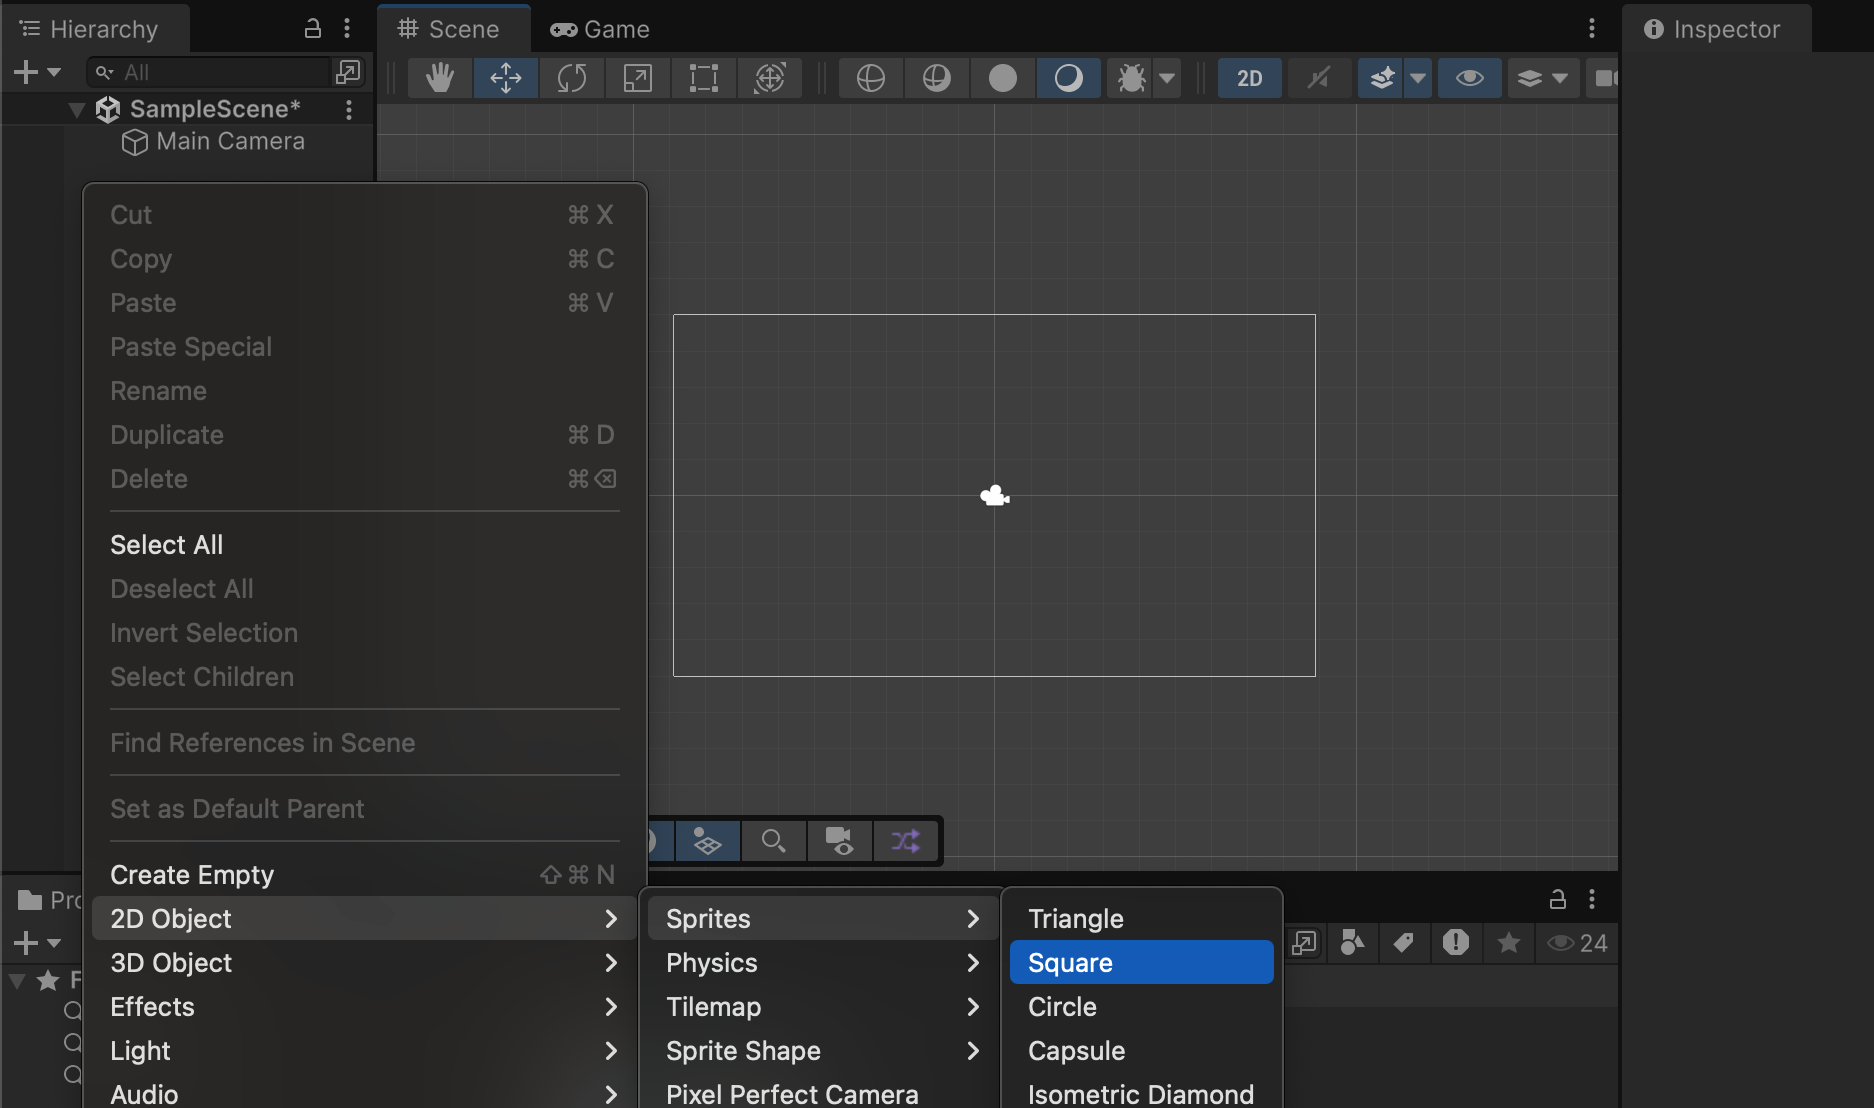 Hierarchy
Scene
Game
Inspector
All
2D
SampleScene*
Main Camera
Cut ⌘ X
Copy ⌘ C
Paste ⌘ V
Paste Special
Rename
Duplicate ⌘ D
Delete ⌘⌫
Select All
Deselect All
Invert Selection
Select Children
Find References in Scene
Set as Default Parent
Create Empty ⇧ ⌘ N
2D Object
3D Object
Effects
Light
Audio
Sprites
Physics
Tilemap
Sprite Shape
Pixel Perfect Camera
Triangle
Square
Circle
Capsule
Isometric Diamond
24